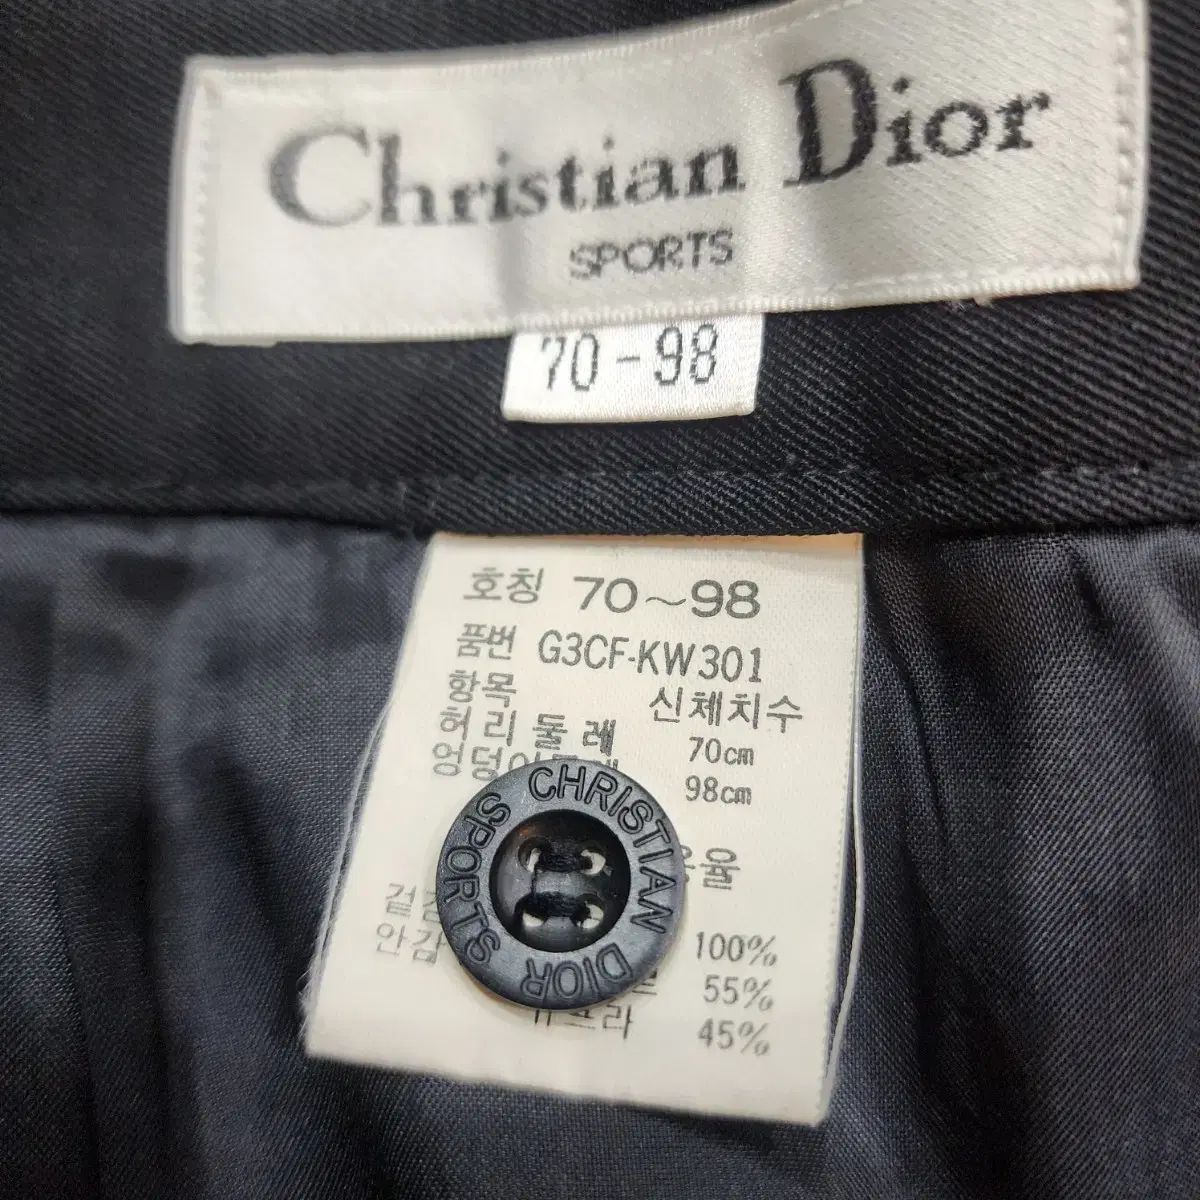 Christian Dior
SPORTS
70-98
호칭 70~98
품번 G3CF-KW301
항목 신체치수
허리둘레 70cm
98cm
CHRISTIAN DIOR SPORTS
100%
55%
45%